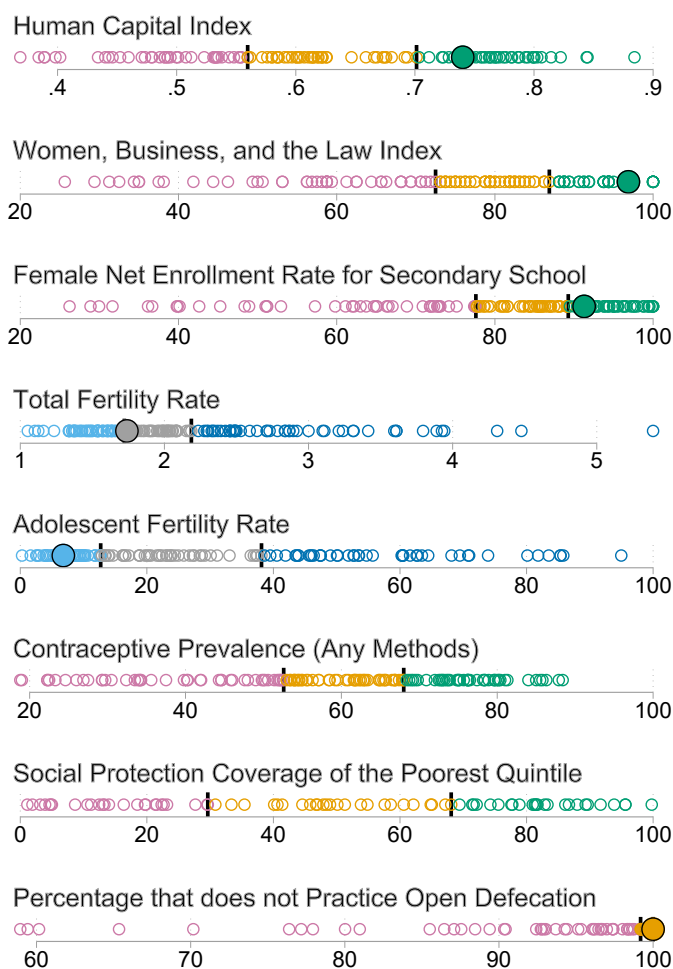 Human Capital Index
.4 .5 .6 .7 .8 .9
Women, Business, and the Law Index
20 40 60 80 100
Female Net Enrollment Rate for Secondary School
20 40 60 80 100
Total Fertility Rate
1 2 3 4 5
Adolescent Fertility Rate
0 20 40 60 80 100
Contraceptive Prevalence (Any Methods)
20 40 60 80 100
Social Protection Coverage of the Poorest Quintile
0 20 40 60 80 100
Percentage that does not Practice Open Defecation
60 70 80 90 100